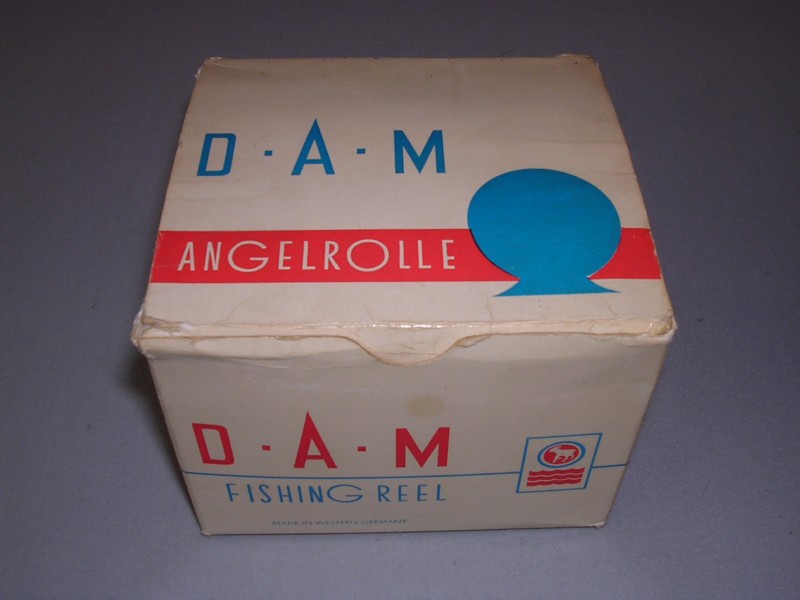 D·A·M
ANGELROLLE
D·A·M
FISHING REEL
MADE IN WESTERN GERMANY